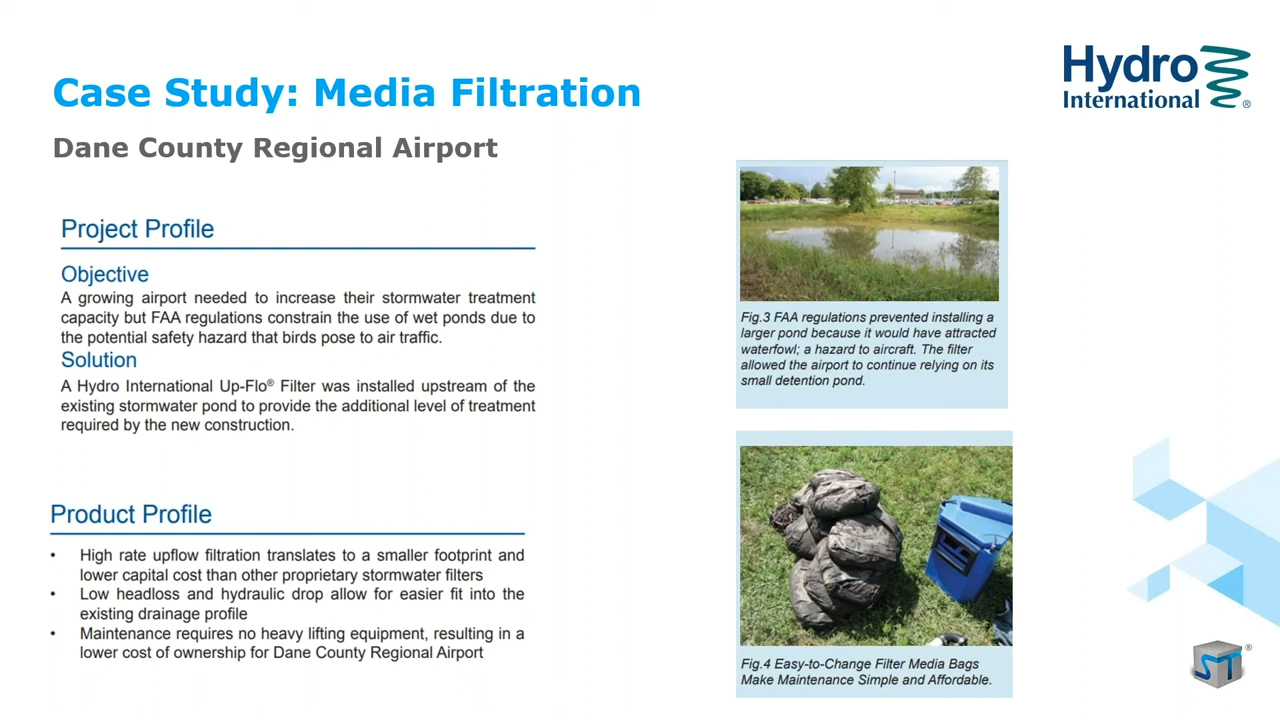 Case Study: Media Filtration
Dane County Regional Airport
Hydro
International®
Project Profile
Objective
A growing airport needed to increase their stormwater treatment
capacity but FAA regulations constrain the use of wet ponds due to
the potential safety hazard that birds pose to air traffic.
Solution
A Hydro International Up-Flo® Filter was installed upstream of the
existing stormwater pond to provide the additional level of treatment
required by the new construction.
Product Profile
• High rate upflow filtration translates to a smaller footprint and
lower capital cost than other proprietary stormwater filters
• Low headloss and hydraulic drop allow for easier fit into the
existing drainage profile
• Maintenance requires no heavy lifting equipment, resulting in a
lower cost of ownership for Dane County Regional Airport
Fig.3 FAA regulations prevented installing a
larger pond because it would have attracted
waterfowl; a hazard to aircraft. The filter
allowed the airport to continue relying on its
small detention pond.
Fig.4 Easy-to-Change Filter Media Bags
Make Maintenance Simple and Affordable.
ST®